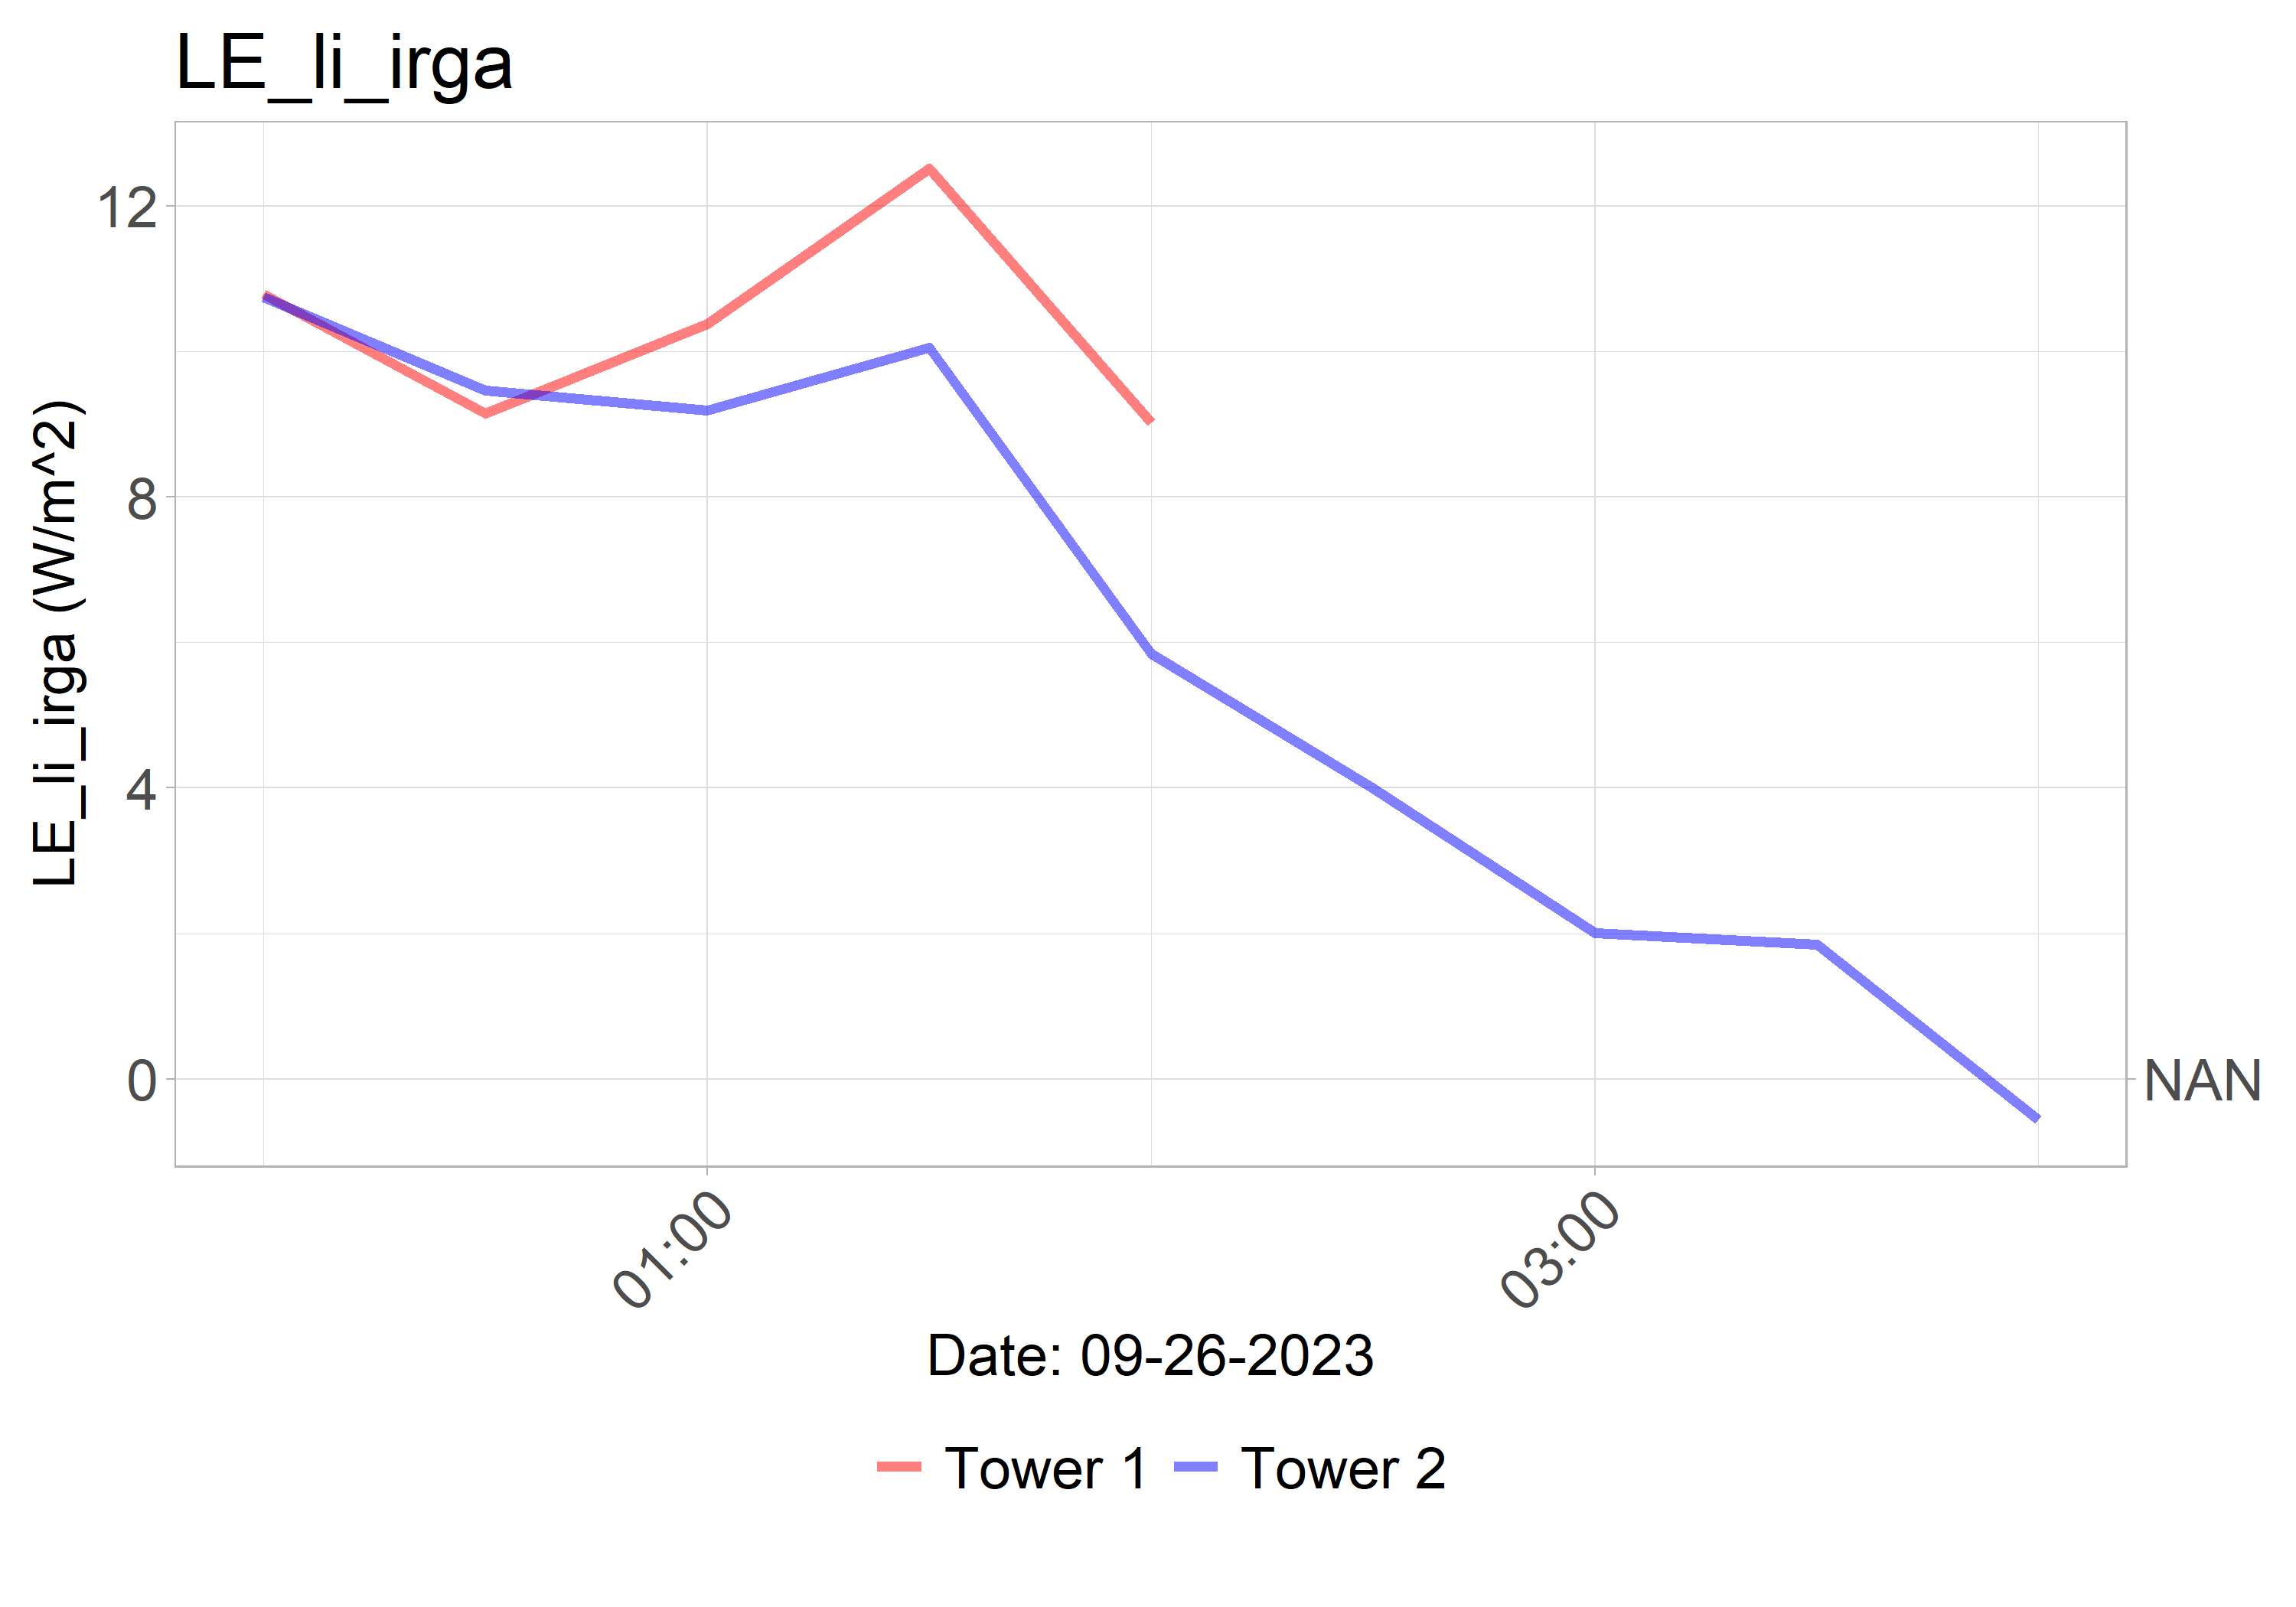 LE_li_irga
LE_li_irga (W/m^2)
12
8
4
0
NAN
01:00
03:00
Date: 09-26-2023
Tower 1
Tower 2